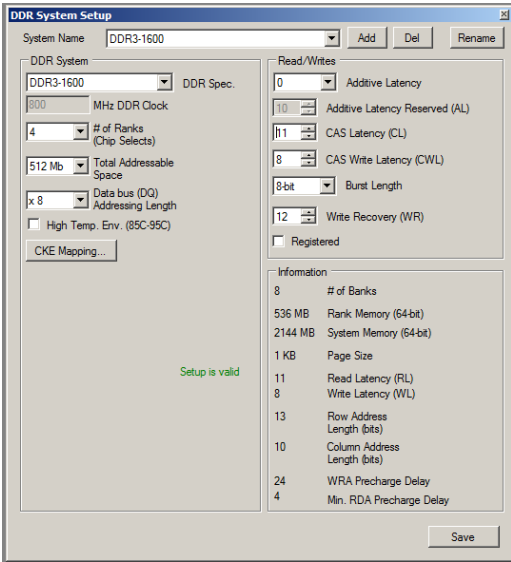 DDR System Setup
System Name DDR3-1600 Add Del Rename
DDR System
DDR3-1600 DDR Spec.
800 MHz DDR Clock
4 # of Ranks
(Chip Selects)
512 Mb Total Addressable
Space
x 8 Data bus (DQ)
Addressing Length
High Temp. Env. (85C-95C)
CKE Mapping...
Setup is valid
Read/Writes
0 Additive Latency
10 Additive Latency Reserved (AL)
11 CAS Latency (CL)
8 CAS Write Latency (CWL)
8-bit Burst Length
12 Write Recovery (WR)
Registered
Information
8 # of Banks
536 MB Rank Memory (64-bit)
2144 MB System Memory (64-bit)
1 KB Page Size
11 Read Latency (RL)
8 Write Latency (WL)
13 Row Address
Length (bits)
10 Column Address
Length (bits)
24 WRA Precharge Delay
4 Min. RDA Precharge Delay
Save